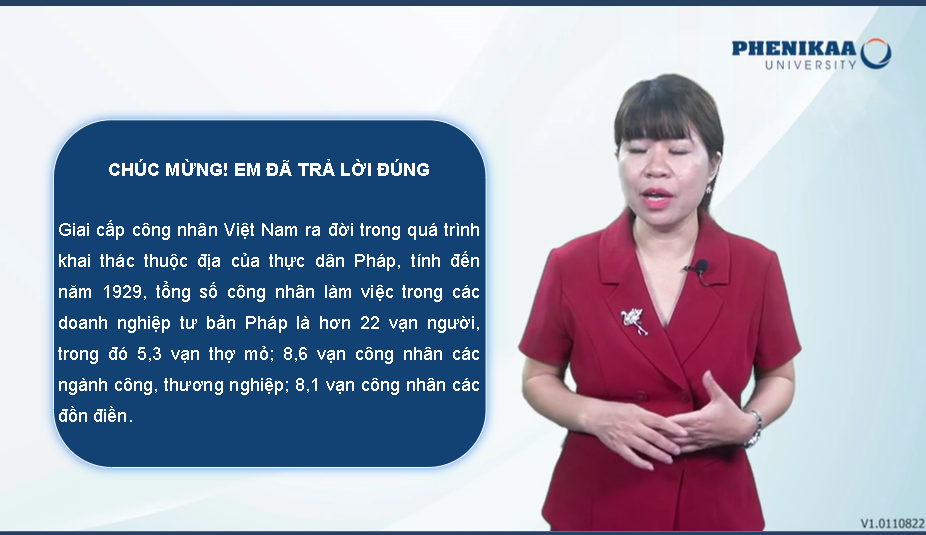 PHENIKAA
UNIVERSITY
CHÚC MỪNG! EM ĐÃ TRẢ LỜI ĐÚNG
Giai cấp công nhân Việt Nam ra đời trong quá trình
khai thác thuộc địa của thực dân Pháp, tính đến
năm 1929, tổng số công nhân làm việc trong các
doanh nghiệp tư bản Pháp là hơn 22 vạn người,
trong đó 5,3 vạn thợ mỏ; 8,6 vạn công nhân các
ngành công, thương nghiệp; 8,1 vạn công nhân các
đồn điền.
V1.0110822